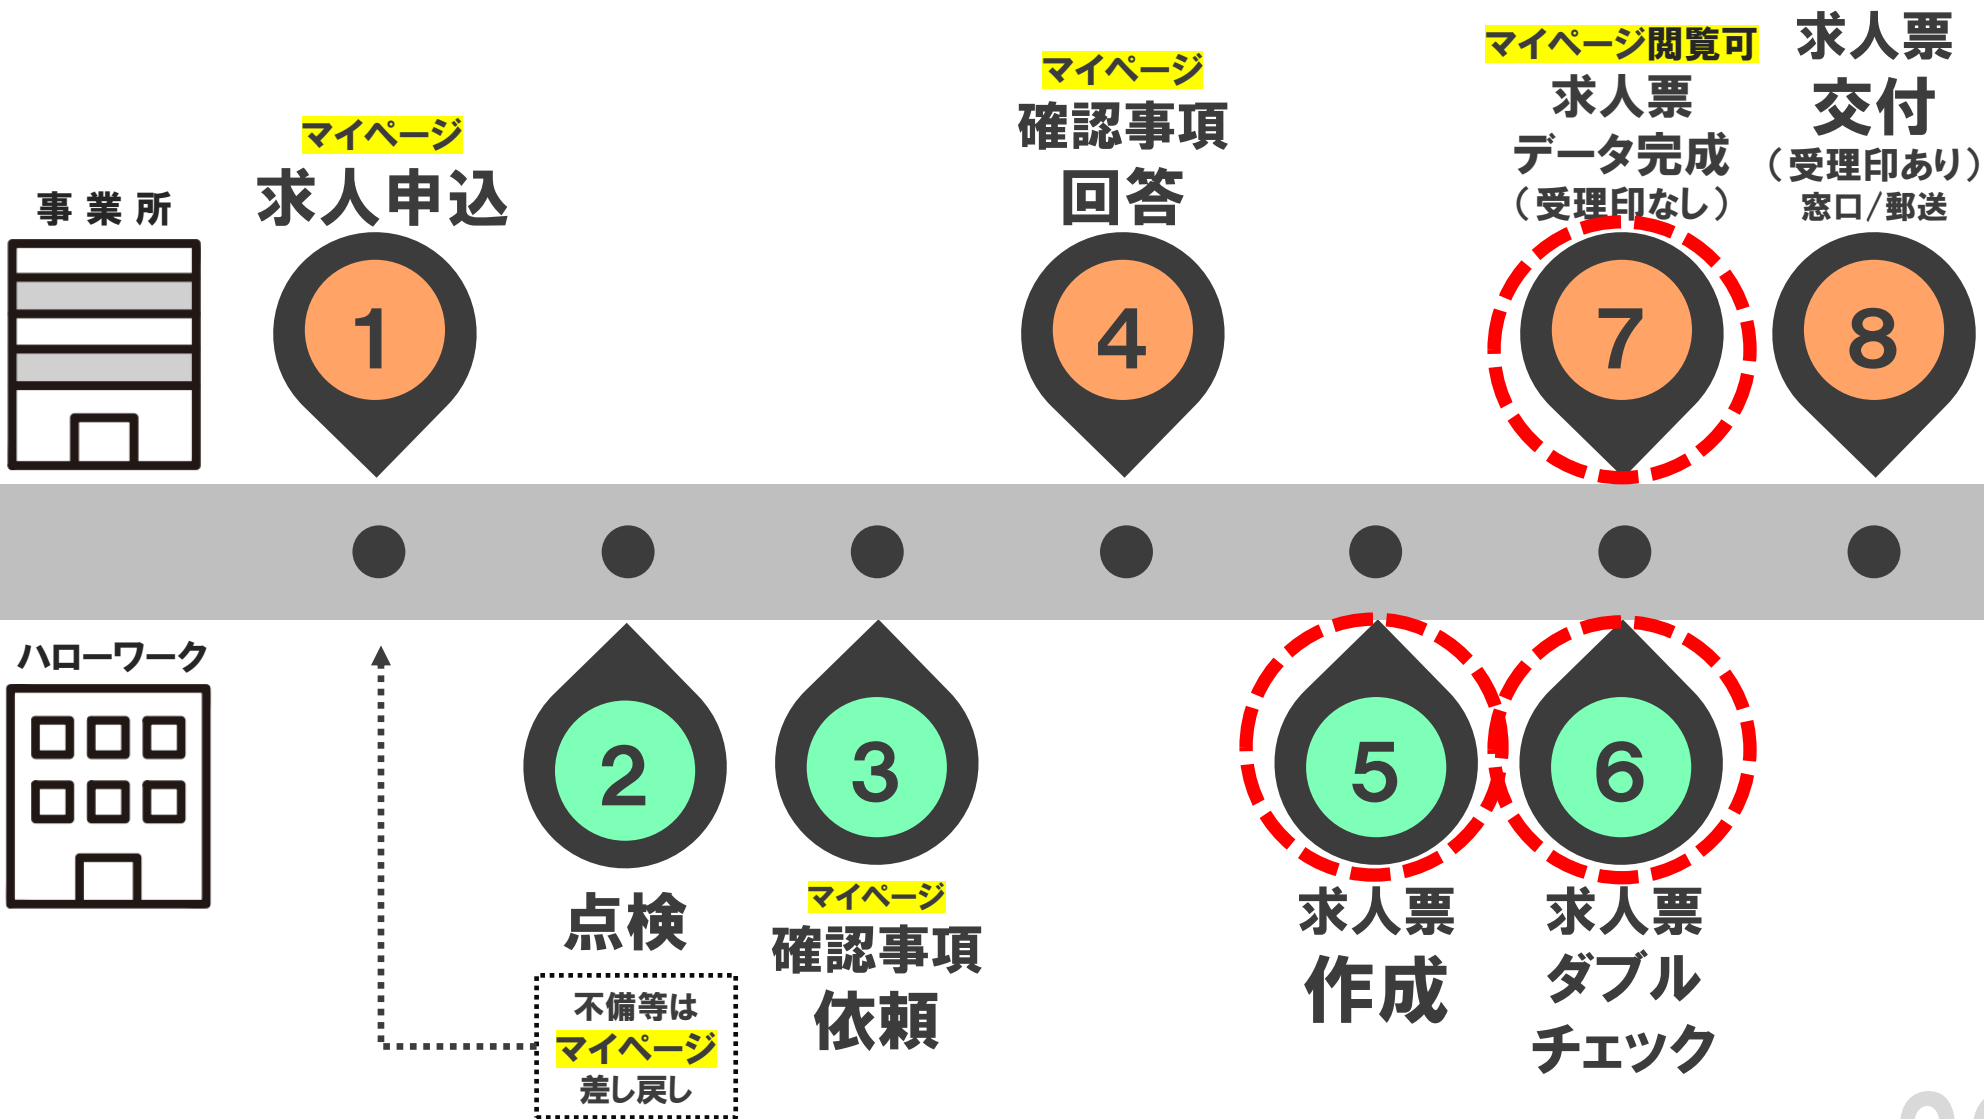 事業所
マイページ
求人申込
1
マイページ
確認事項
回答
4
マイページ閲覧可
求人票
データ完成
（受理印なし）
7
求人票
交付
（受理印あり）
窓口/郵送
8
ハローワーク
2
点検
不備等は
マイページ
差し戻し
3
マイページ
確認事項
依頼
5
求人票
作成
6
求人票
ダブル
チェック